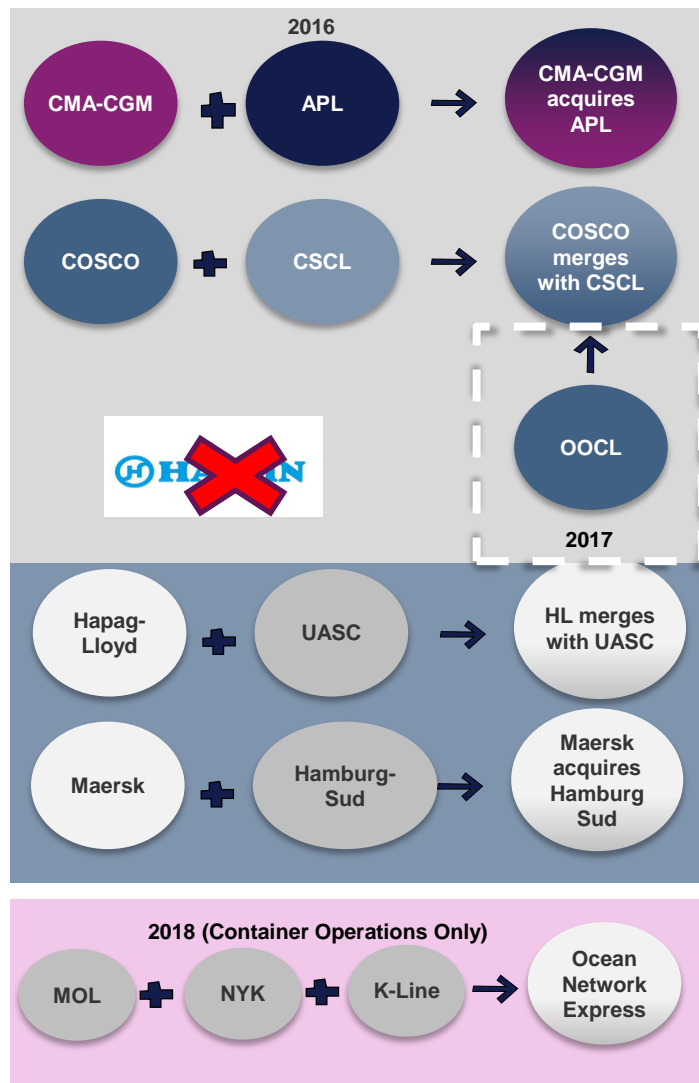 2016
CMA-CGM
APL
CMA-CGM
acquires
APL
COSCO
CSCL
COSCO
merges
with CSCL
OOCL
2017
Hapag-
Lloyd
UASC
HL merges
with UASC
Maersk
Hamburg-
Sud
Maersk
acquires
Hamburg
Sud
2018 (Container Operations Only)
MOL
NYK
K-Line
Ocean
Network
Express